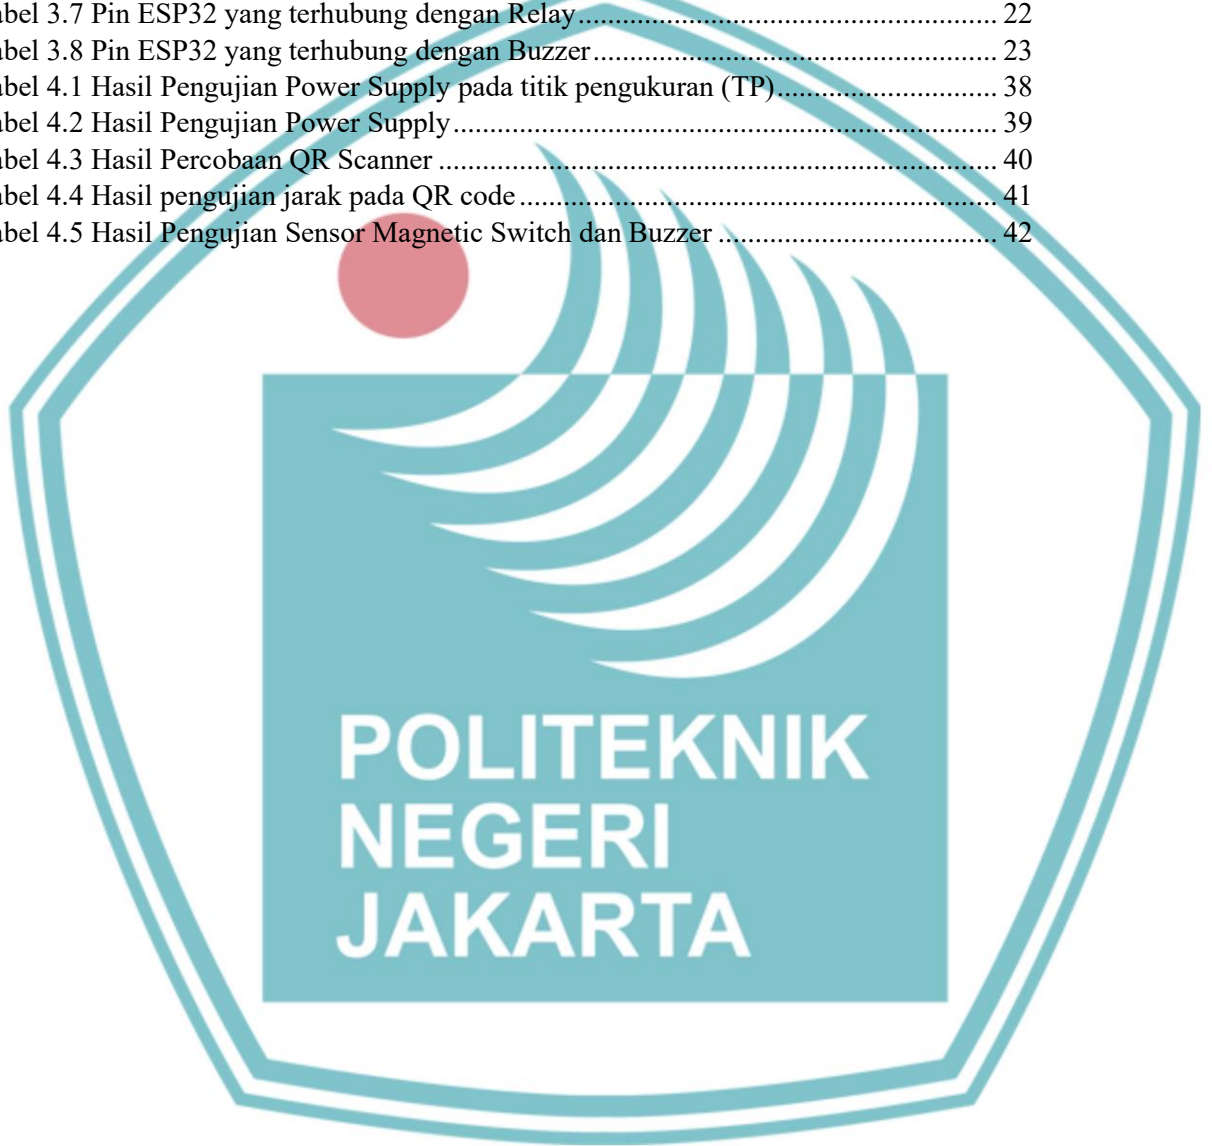 abel 3.7 Pin ESP32 yang terhubung dengan Relay........................................................ 22
abel 3.8 Pin ESP32 yang terhubung dengan Buzzer...................................................... 23
abel 4.1 Hasil Pengujian Power Supply pada titik pengukuran (TP)............................. 38
abel 4.2 Hasil Pengujian Power Supply......................................................................... 39
abel 4.3 Hasil Percobaan QR Scanner ........................................................................... 40
abel 4.4 Hasil pengujian jarak pada QR code................................................................ 41
abel 4.5 Hasil Pengujian Sensor Magnetic Switch dan Buzzer ..................................... 42
POLITEKNIK
NEGERI
JAKARTA